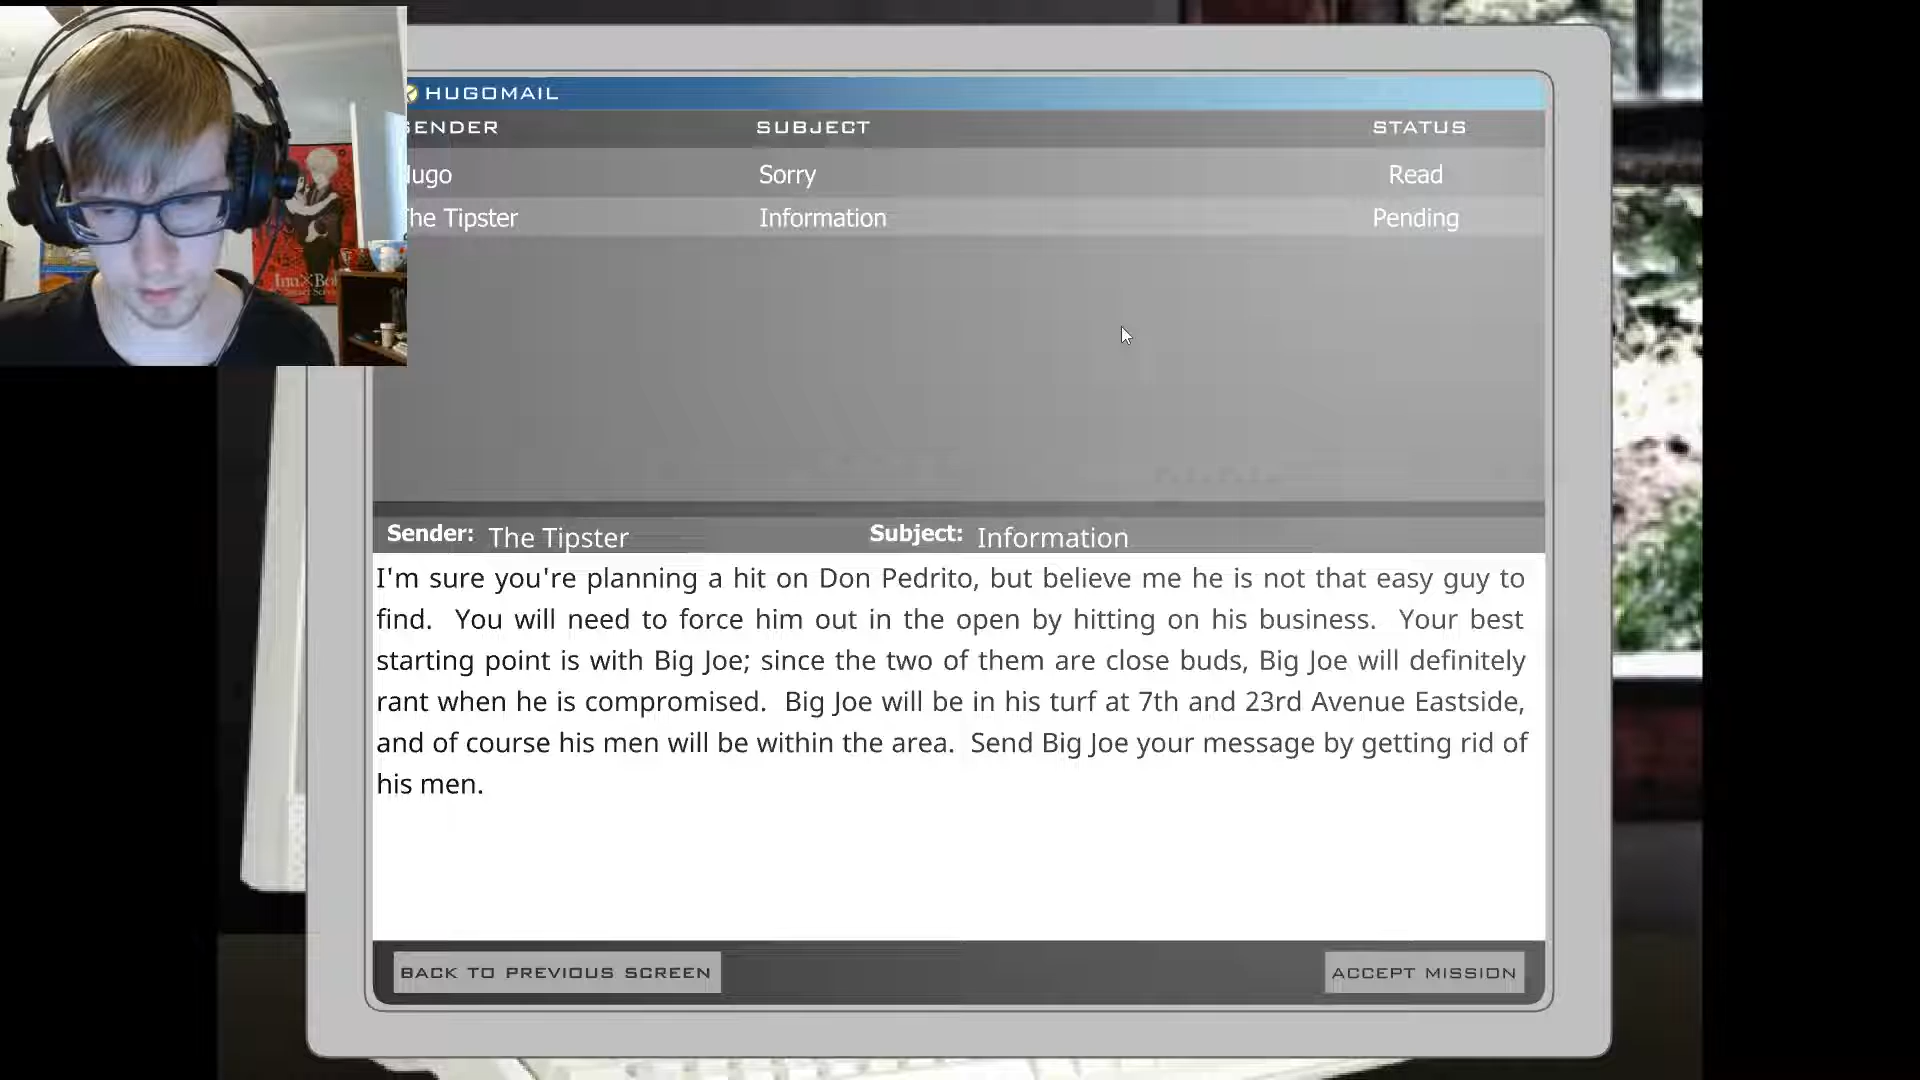 HUGOMAIL
SENDER SUBJECT STATUS
Hugo Sorry Read
The Tipster Information Pending
Sender: The Tipster Subject: Information
I'm sure you're planning a hit on Don Pedrito, but believe me he is not that easy guy to
find. You will need to force him out in the open by hitting on his business. Your best
starting point is with Big Joe; since the two of them are close buds, Big Joe will definitely
rant when he is compromised. Big Joe will be in his turf at 7th and 23rd Avenue Eastside,
and of course his men will be within the area. Send Big Joe your message by getting rid of
his men.
BACK TO PREVIOUS SCREEN ACCEPT MISSION